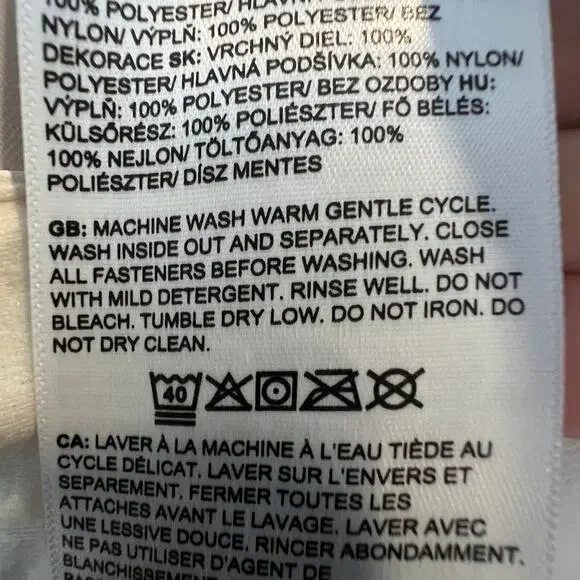 100% POLYESTER/
NYLON/ VÝPLŇ: 100% POLYESTER/ BEZ
DEKORACE SK: VRCHNÝ DIEL: 100%
POLYESTER/ HLAVNÁ PODŠÍVKA: 100% NYLON/
VÝPLŇ: 100% POLYESTER/ BEZ OZDOBY HU:
KÜLSŐRÉSZ: 100% POLIÉSZTER/ FŐ BÉLÉS:
100% NEJLON/ TÖLTŐANYAG: 100%
POLIÉSZTER/ DÍSZ MENTES
GB: MACHINE WASH WARM GENTLE CYCLE.
WASH INSIDE OUT AND SEPARATELY. CLOSE
ALL FASTENERS BEFORE WASHING. WASH
WITH MILD DETERGENT. RINSE WELL. DO NOT
BLEACH. TUMBLE DRY LOW. DO NOT IRON. DO
NOT DRY CLEAN.
40
CA: LAVER À LA MACHINE À L'EAU TIÈDE AU
CYCLE DÉLICAT. LAVER SUR L'ENVERS ET
SÉPAREMENT. FERMER TOUTES LES
ATTACHES AVANT LE LAVAGE. LAVER AVEC
UNE LESSIVE DOUCE. RINCER ABONDAMMENT.
NE PAS UTILISER D'AGENT DE
BLANCHISSEMENT